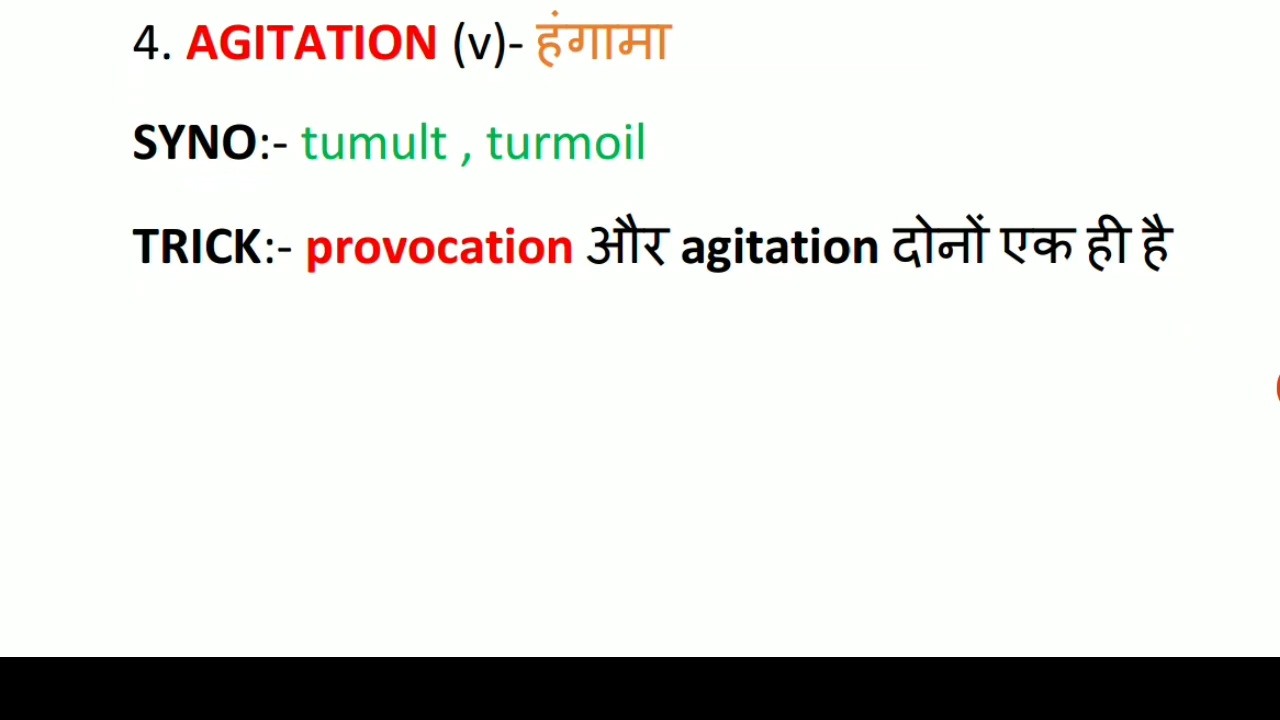 4. AGITATION (v)- हंगामा
SYNO:- tumult , turmoil
TRICK:- provocation और agitation दोनों एक ही है